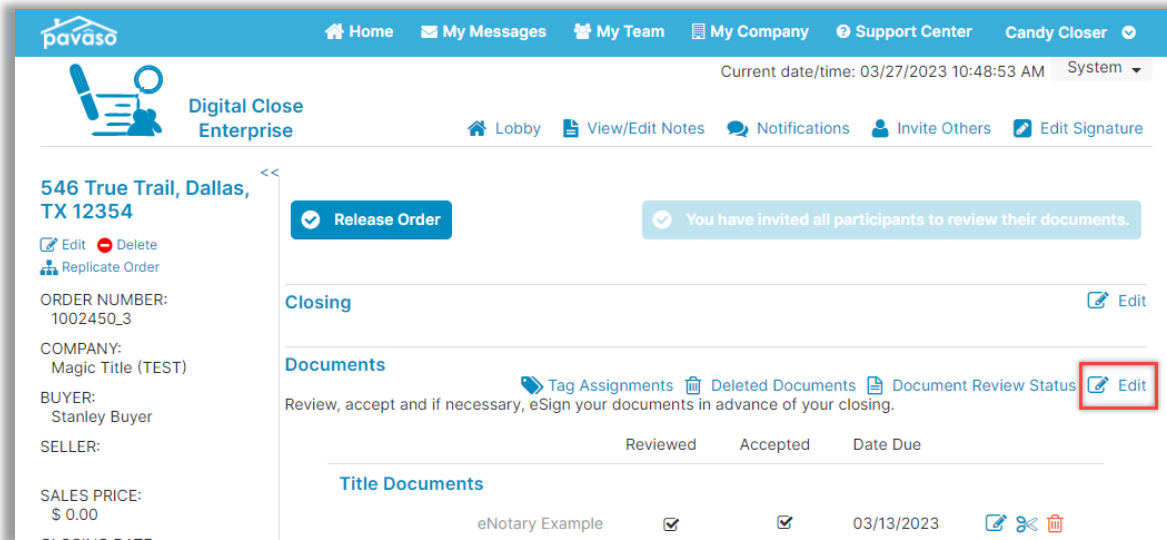 pavaso
Home My Messages My Team My Company Support Center Candy Closer
Current date/time: 03/27/2023 10:48:53 AM System
Digital Close
Enterprise
Lobby View/Edit Notes Notifications Invite Others Edit Signature
<<
546 True Trail, Dallas,
TX 12354
Edit Delete
Replicate Order
ORDER NUMBER:
1002450_3
COMPANY:
Magic Title (TEST)
BUYER:
Stanley Buyer
SELLER:
SALES PRICE:
$ 0.00
CLOSING DATE
Release Order
You have invited all participants to review their documents.
Closing
Edit
Documents
Tag Assignments Deleted Documents Document Review Status Edit
Review, accept and if necessary, eSign your documents in advance of your closing.
Reviewed Accepted Date Due
Title Documents
eNotary Example 03/13/2023